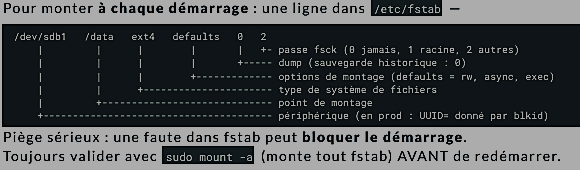 Pour monter à chaque démarrage : une ligne dans /etc/fstab —
/dev/sdb1 /data ext4 defaults 0 2
| | | | | +- passe fsck (0 jamais, 1 racine, 2 autres)
| | | | +----- dump (sauvegarde historique : 0)
| | | +------------ options de montage (defaults = rw, async, exec)
| | +--------------------- type de système de fichiers
| +---------------------------- point de montage
+-------------------------------------- périphérique (en prod : UUID= donné par blkid)
Piège sérieux : une faute dans fstab peut bloquer le démarrage.
Toujours valider avec sudo mount -a (monte tout fstab) AVANT de redémarrer.